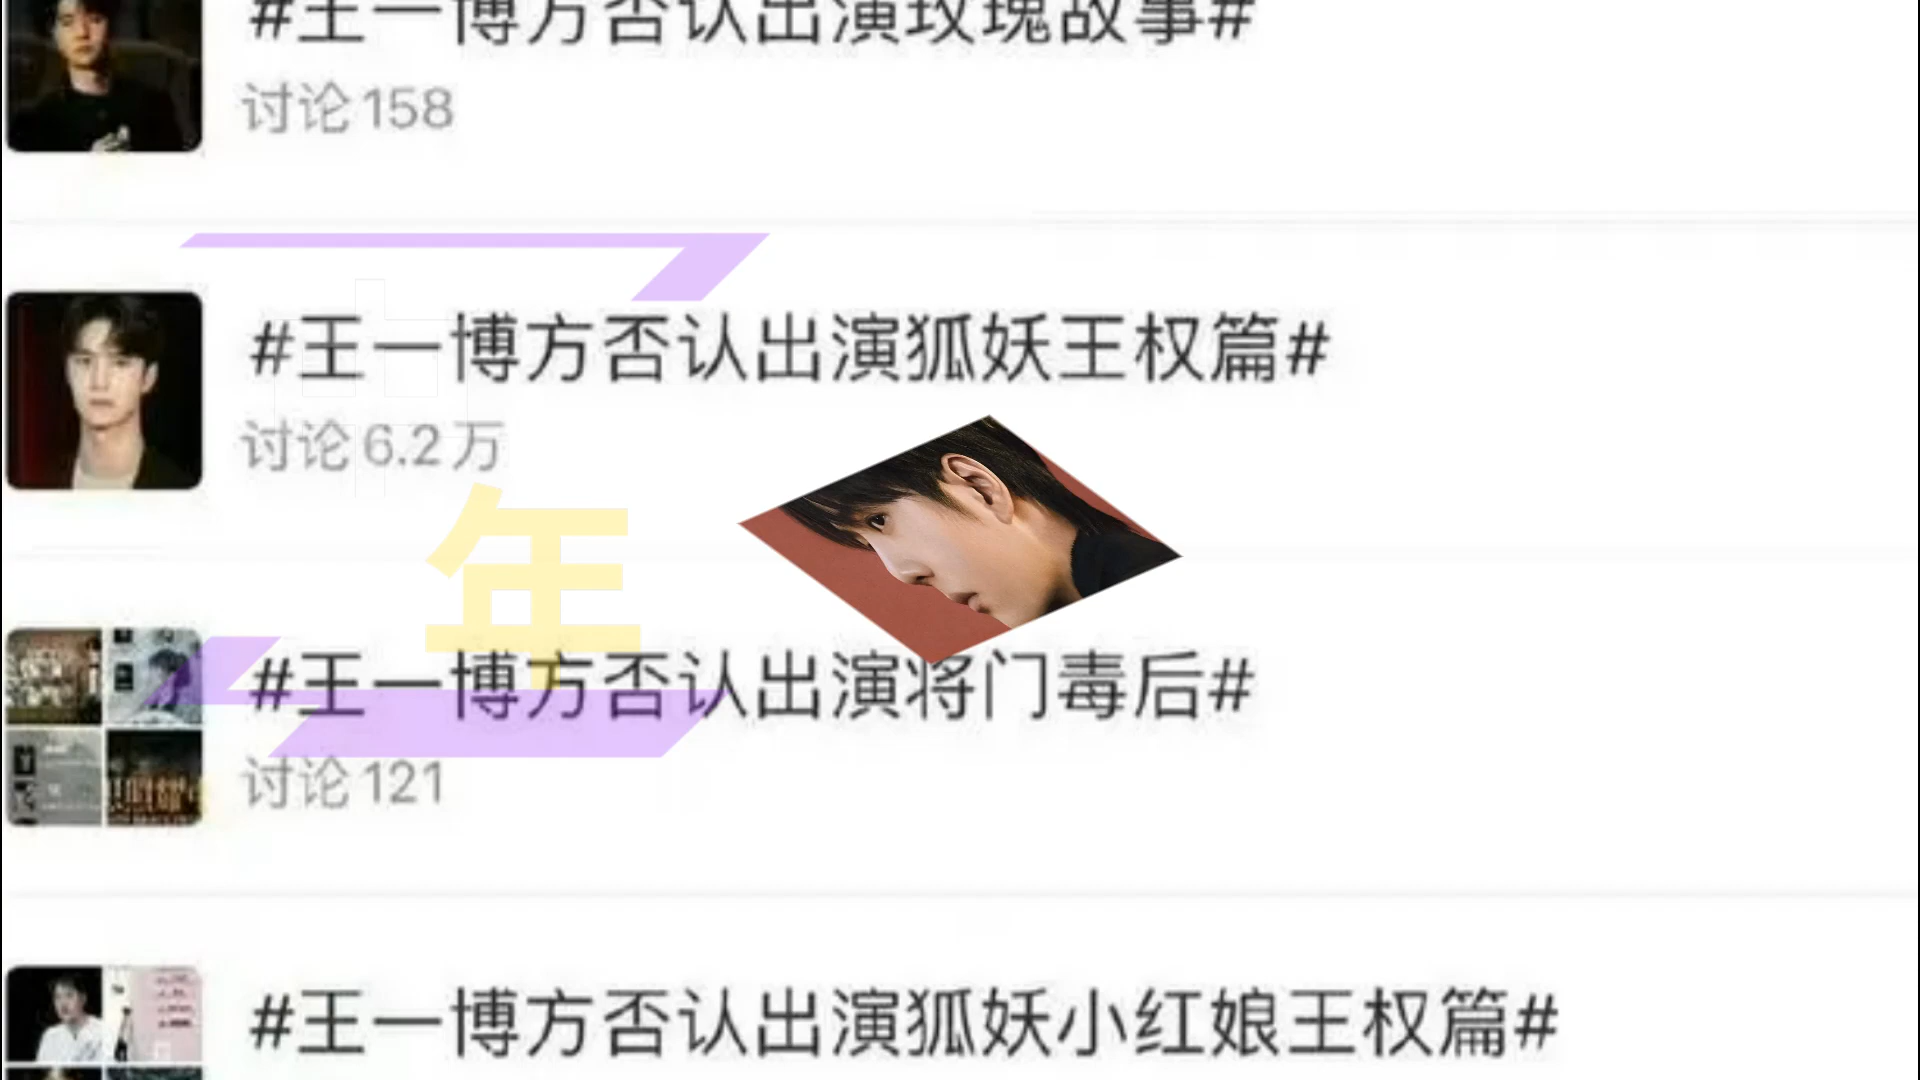 #王一博方否认出演玫瑰故事#
讨论158
#王一博方否认出演狐妖王权篇#
讨论6.2万
年
#王一博方否认出演将门毒后#
讨论121
#王一博方否认出演狐妖小红娘王权篇#